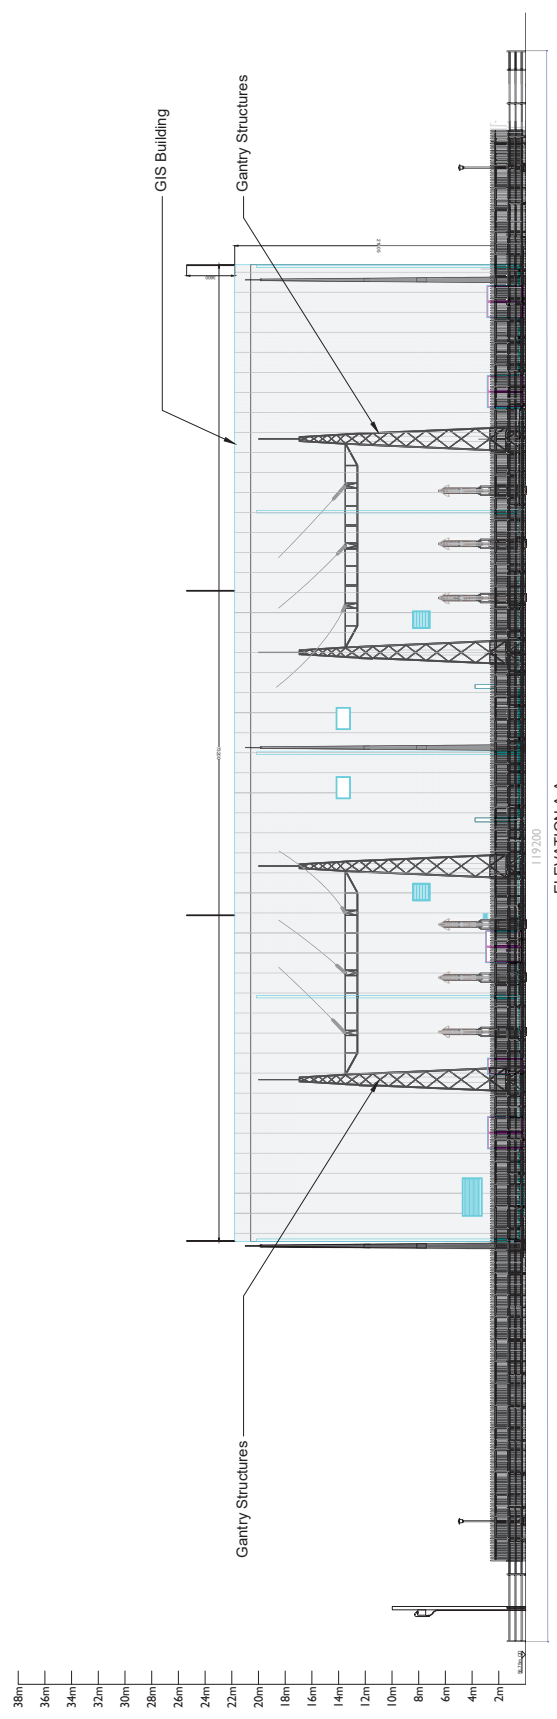 GIS Building
Gantry Structures
Gantry Structures
38m
36m
34m
32m
30m
28m
26m
24m
22m
20m
18m
16m
14m
12m
10m
8m
6m
4m
2m
119200
ELEVATION A-A